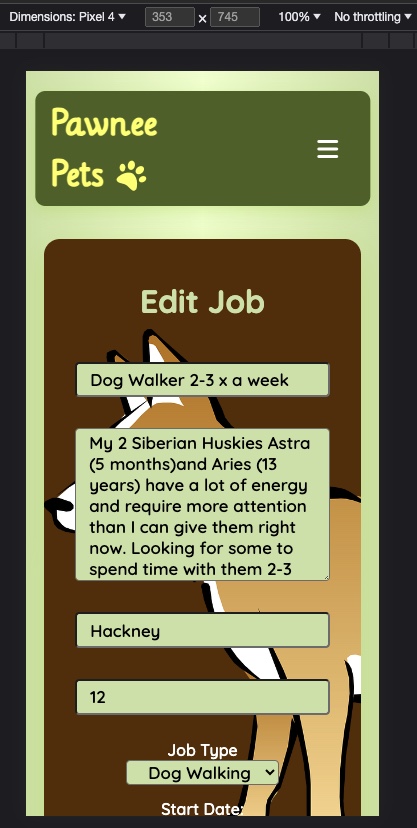 Dimensions: Pixel 4 353 x 745 100% No throttling
Pawnee
Pets
Edit Job
Dog Walker 2-3 x a week
My 2 Siberian Huskies Astra
(5 months)and Aries (13
years) have a lot of energy
and require more attention
than I can give them right
now. Looking for some to
spend time with them 2-3
Hackney
12
Job Type
Dog Walking
Start Date: